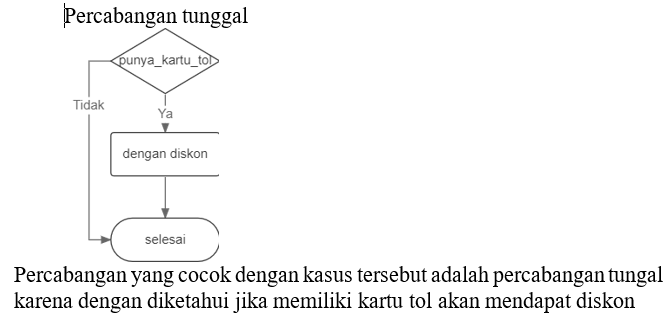 Percabangan tunggal
punya_kartu_tol
Tidak
Ya
dengan diskon
selesai
Percabangan yang cocok dengan kasus tersebut adalah percabangan tungal
karena dengan diketahui jika memiliki kartu tol akan mendapat diskon